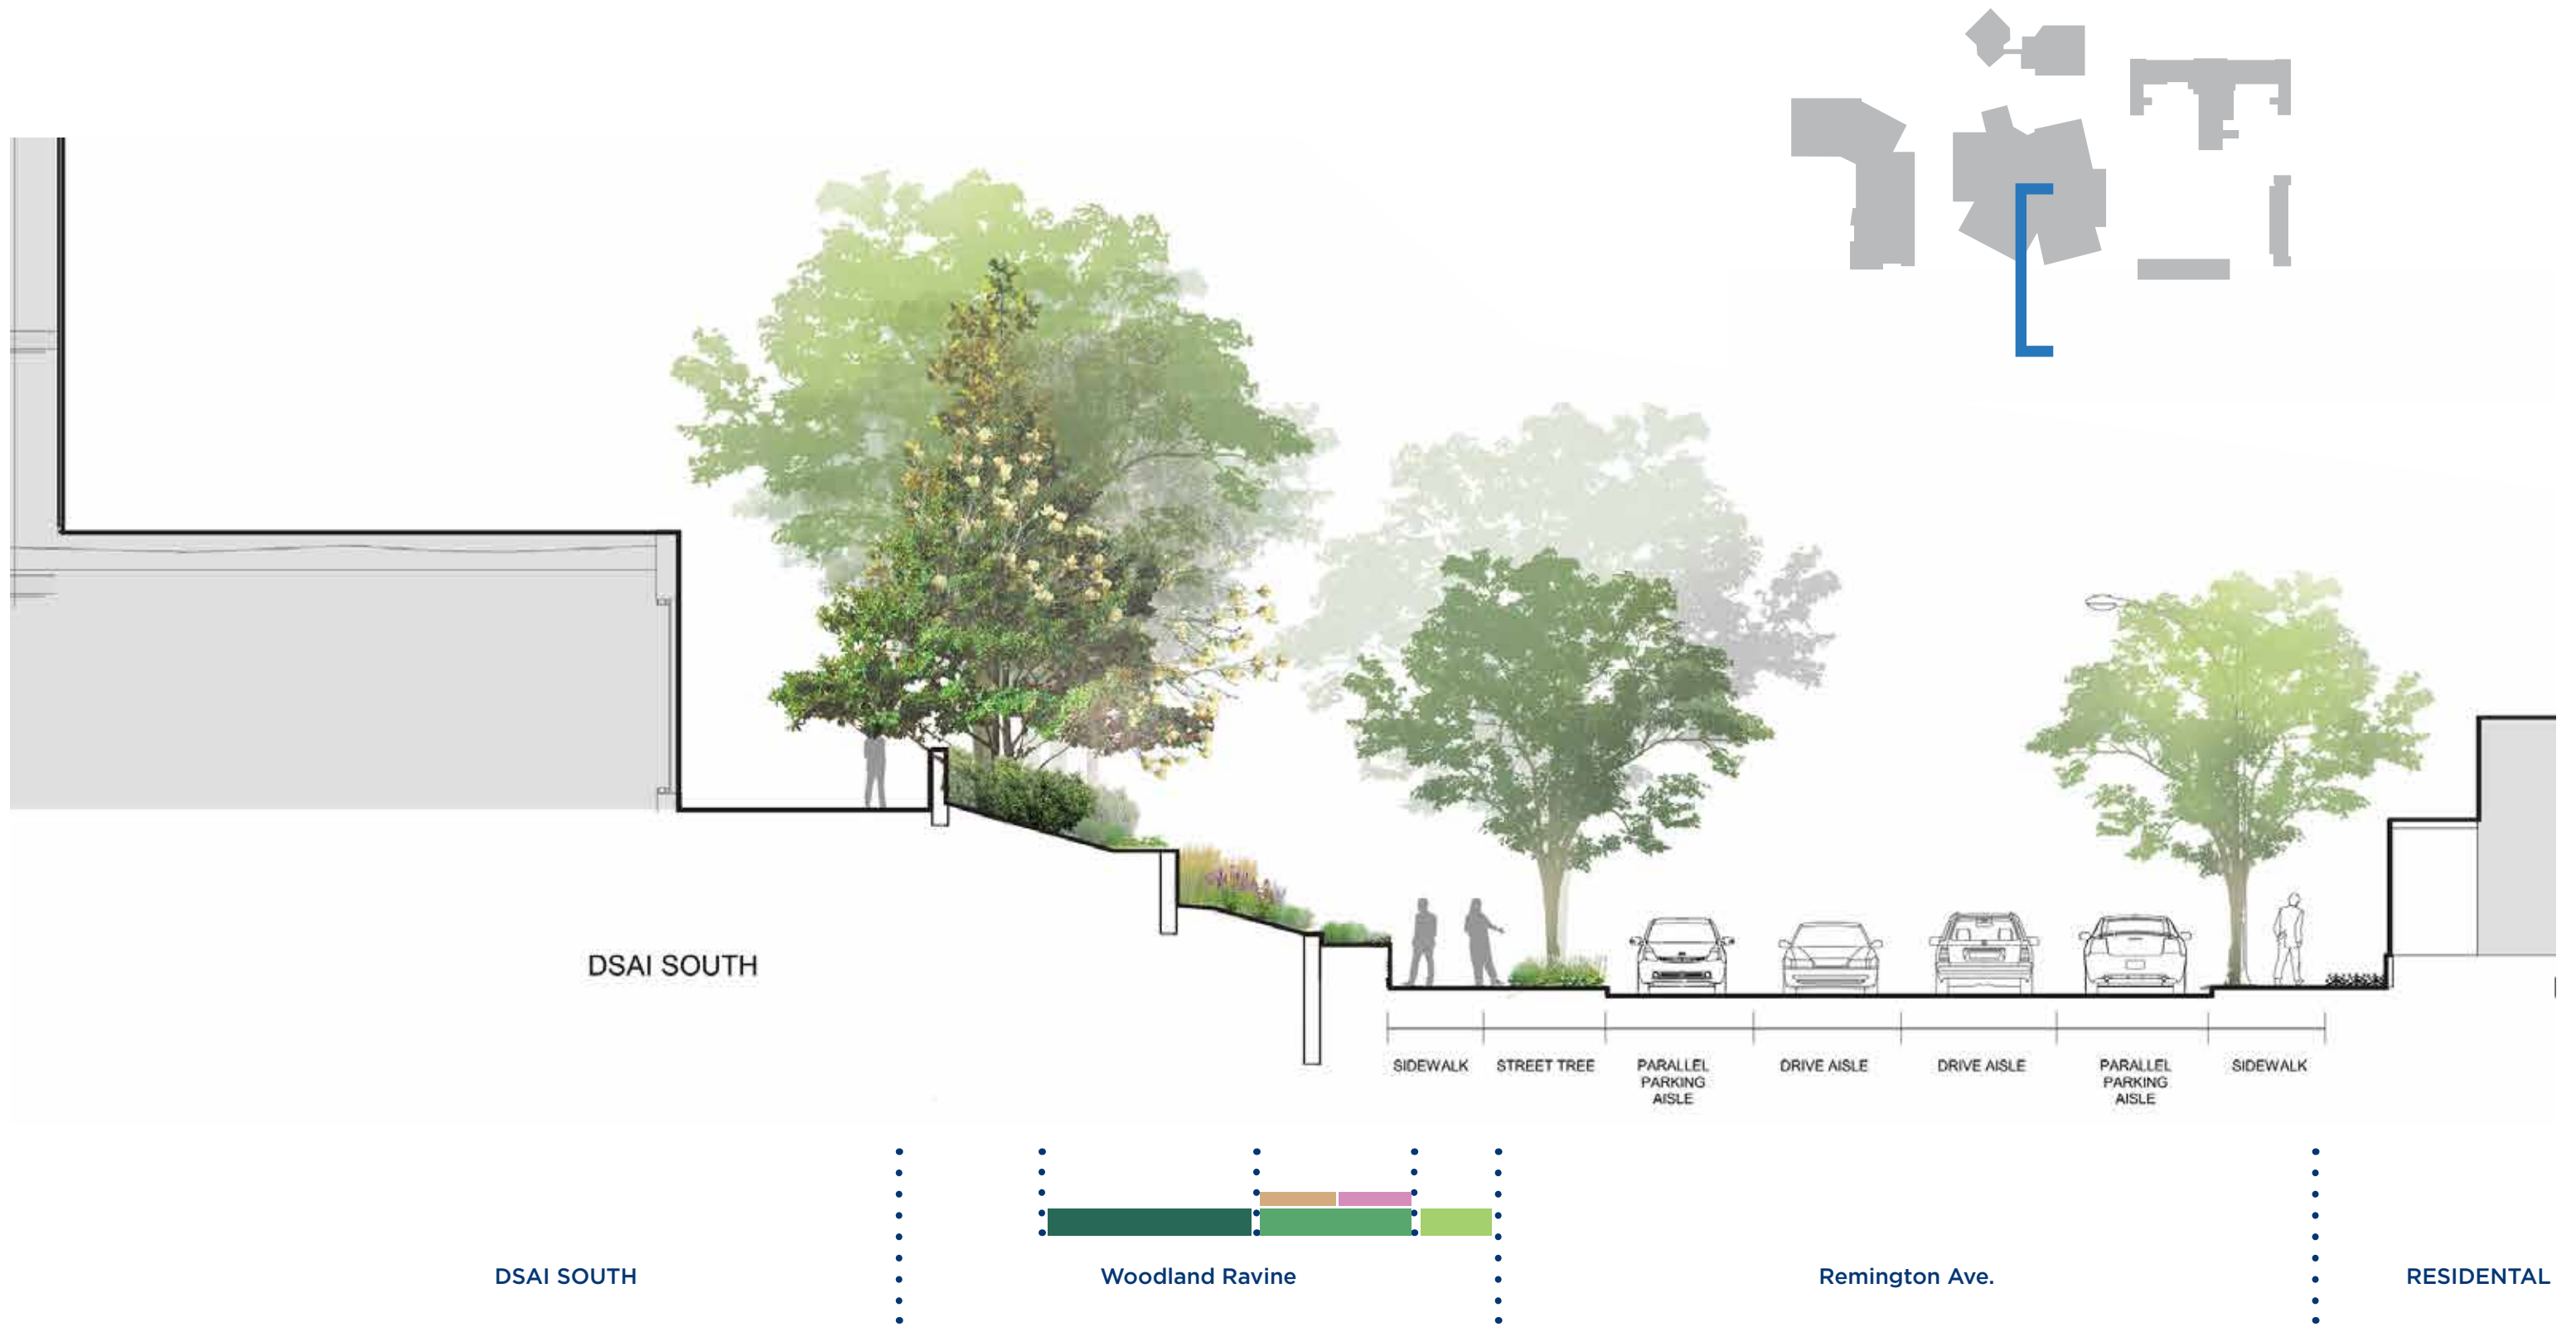 DSAI SOUTH
SIDEWALK
STREET TREE
PARALLEL
PARKING
AISLE
DRIVE AISLE
DRIVE AISLE
PARALLEL
PARKING
AISLE
SIDEWALK
DSAI SOUTH
Woodland Ravine
Remington Ave.
RESIDENTAL